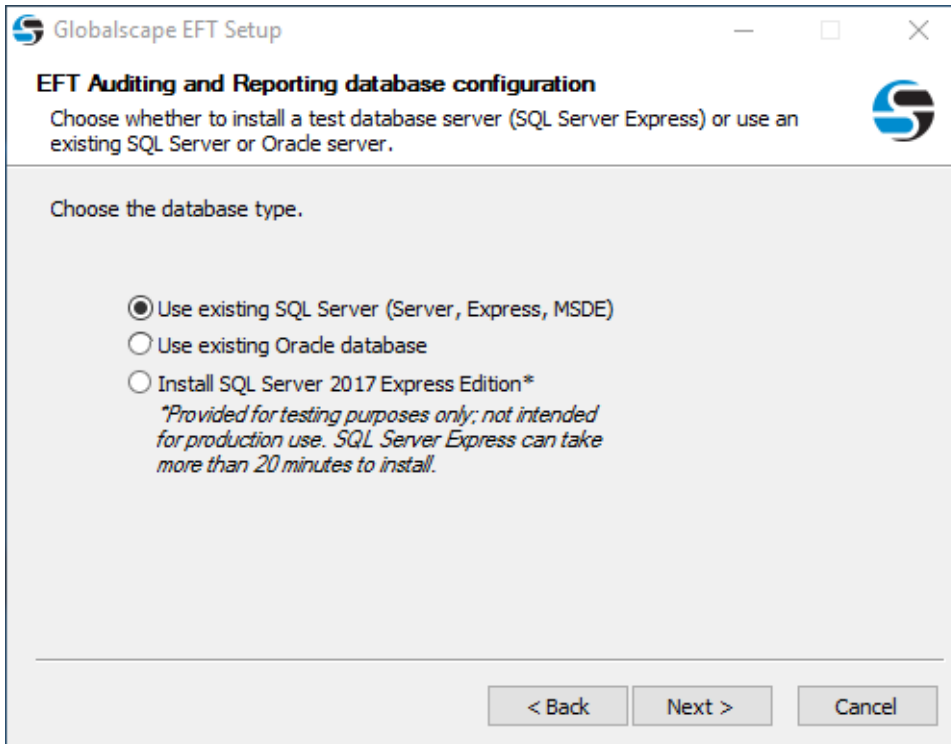 Globalscape EFT Setup
EFT Auditing and Reporting database configuration
Choose whether to install a test database server (SQL Server Express) or use an
existing SQL Server or Oracle server.
Choose the database type.
Use existing SQL Server (Server, Express, MSDE)
Use existing Oracle database
Install SQL Server 2017 Express Edition*
*Provided for testing purposes only; not intended
for production use. SQL Server Express can take
more than 20 minutes to install.
< Back Next > Cancel